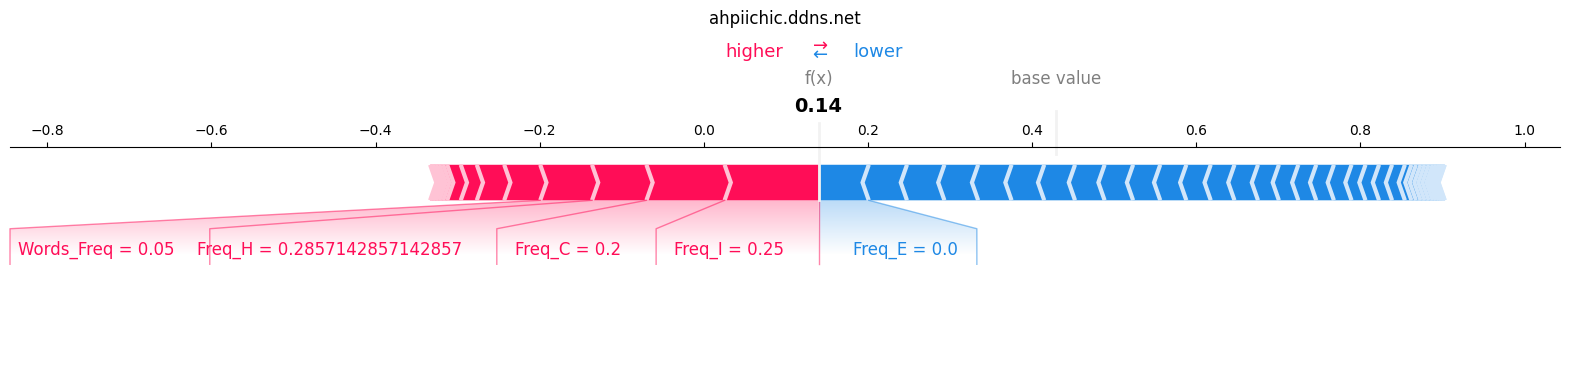 ahpiichic.ddns.net
higher → ← lower
f(x) base value
0.14
−0.8 −0.6 −0.4 −0.2 0.0 0.2 0.4 0.6 0.8 1.0
Words_Freq = 0.05 Freq_H = 0.2857142857142857 Freq_C = 0.2 Freq_I = 0.25 Freq_E = 0.0